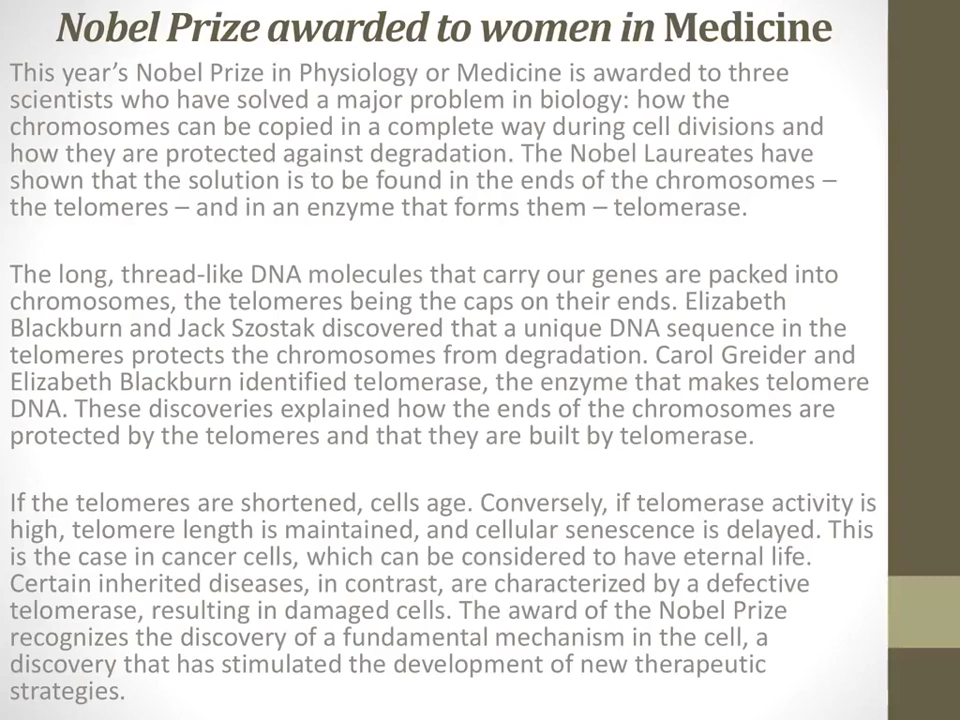 Nobel Prize awarded to women in Medicine
This year’s Nobel Prize in Physiology or Medicine is awarded to three
scientists who have solved a major problem in biology: how the
chromosomes can be copied in a complete way during cell divisions and
how they are protected against degradation. The Nobel Laureates have
shown that the solution is to be found in the ends of the chromosomes –
the telomeres – and in an enzyme that forms them – telomerase.
The long, thread-like DNA molecules that carry our genes are packed into
chromosomes, the telomeres being the caps on their ends. Elizabeth
Blackburn and Jack Szostak discovered that a unique DNA sequence in the
telomeres protects the chromosomes from degradation. Carol Greider and
Elizabeth Blackburn identified telomerase, the enzyme that makes telomere
DNA. These discoveries explained how the ends of the chromosomes are
protected by the telomeres and that they are built by telomerase.
If the telomeres are shortened, cells age. Conversely, if telomerase activity is
high, telomere length is maintained, and cellular senescence is delayed. This
is the case in cancer cells, which can be considered to have eternal life.
Certain inherited diseases, in contrast, are characterized by a defective
telomerase, resulting in damaged cells. The award of the Nobel Prize
recognizes the discovery of a fundamental mechanism in the cell, a
discovery that has stimulated the development of new therapeutic
strategies.